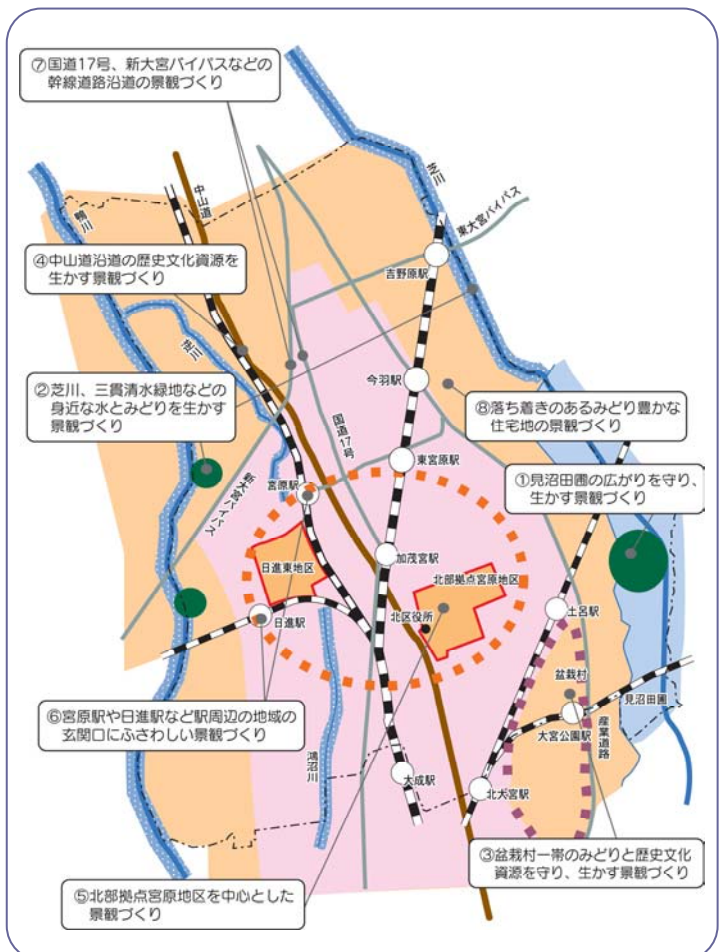 ⑦国道17号、新大宮バイパスなどの
幹線道路沿道の景観づくり
芝川
中山道
鴨川
東大宮バイパス
吉野原駅
④中山道沿道の歴史文化資源を
生かす景観づくり
逆川
今羽駅
②芝川、三貫清水緑地などの
身近な水とみどりを生かす
景観づくり
国道17号
⑧落ち着きのあるみどり豊かな
住宅地の景観づくり
東宮原駅
①見沼田圃の広がりを守り、
生かす景観づくり
新大宮バイパス
宮原駅
加茂宮駅
日進東地区
北部拠点宮原地区
北区役所
土呂駅
日進駅
盆栽村
見沼田圃
大宮公園駅
産業道路
⑥宮原駅や日進駅など駅周辺の地域の
玄関口にふさわしい景観づくり
鴻沼川
大成駅
北大宮駅
③盆栽村一帯のみどりと歴史文化
資源を守り、生かす景観づくり
⑤北部拠点宮原地区を中心とした
景観づくり